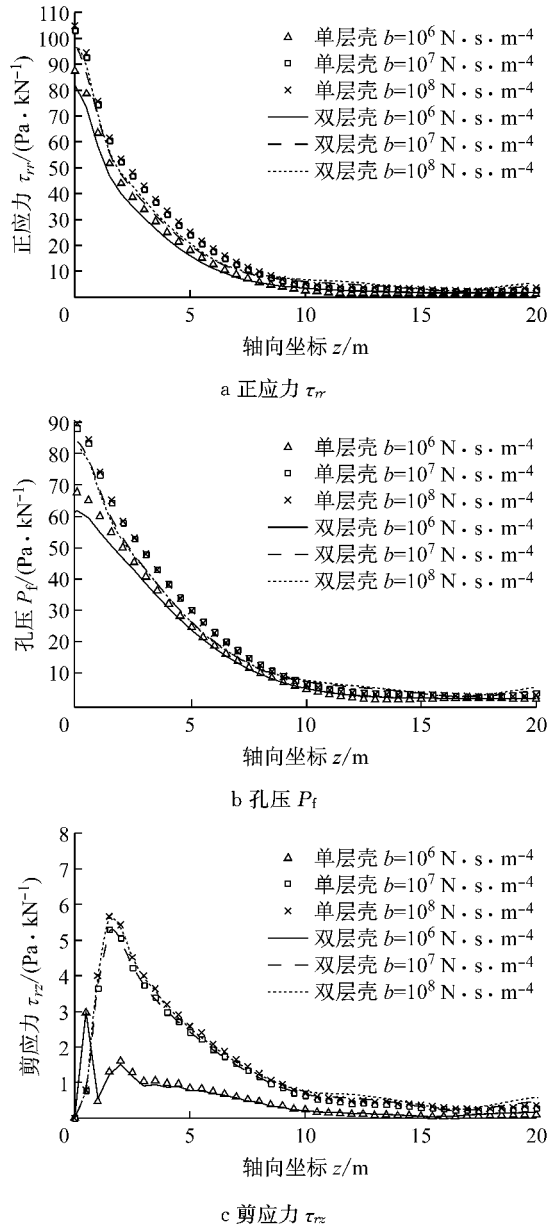 110
100
90
80
70
60
50
40
30
20
10
0
5
10
15
20
正应力 τrr/(Pa·kN⁻¹)
单层壳 b=10⁶ N·s·m⁻⁴
单层壳 b=10⁷ N·s·m⁻⁴
单层壳 b=10⁸ N·s·m⁻⁴
双层壳 b=10⁶ N·s·m⁻⁴
双层壳 b=10⁷ N·s·m⁻⁴
双层壳 b=10⁸ N·s·m⁻⁴
轴向坐标 z/m
a 正应力 τrr
90
80
70
60
50
40
30
20
10
0
5
10
15
20
孔压 Pf/(Pa·kN⁻¹)
单层壳 b=10⁶ N·s·m⁻⁴
单层壳 b=10⁷ N·s·m⁻⁴
单层壳 b=10⁸ N·s·m⁻⁴
双层壳 b=10⁶ N·s·m⁻⁴
双层壳 b=10⁷ N·s·m⁻⁴
双层壳 b=10⁸ N·s·m⁻⁴
轴向坐标 z/m
b 孔压 Pf
8
7
6
5
4
3
2
1
0
0
5
10
15
20
剪应力 τrz/(Pa·kN⁻¹)
单层壳 b=10⁶ N·s·m⁻⁴
单层壳 b=10⁷ N·s·m⁻⁴
单层壳 b=10⁸ N·s·m⁻⁴
双层壳 b=10⁶ N·s·m⁻⁴
双层壳 b=10⁷ N·s·m⁻⁴
双层壳 b=10⁸ N·s·m⁻⁴
轴向坐标 z/m
c 剪应力 τrz